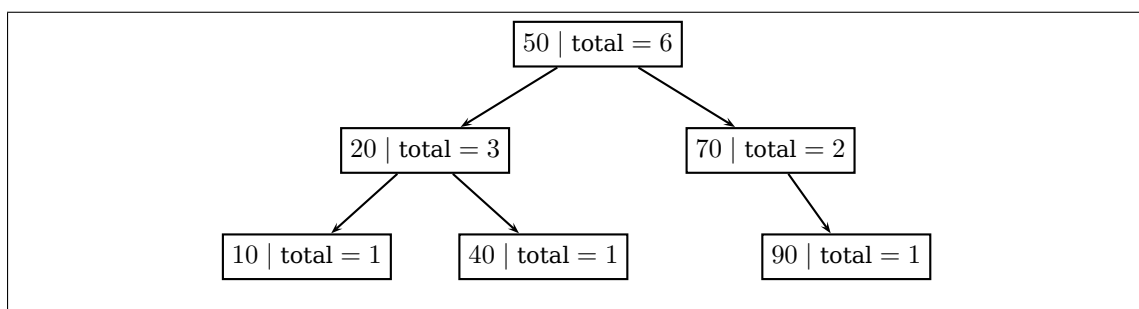 50 | total = 6
20 | total = 3
70 | total = 2
10 | total = 1
40 | total = 1
90 | total = 1